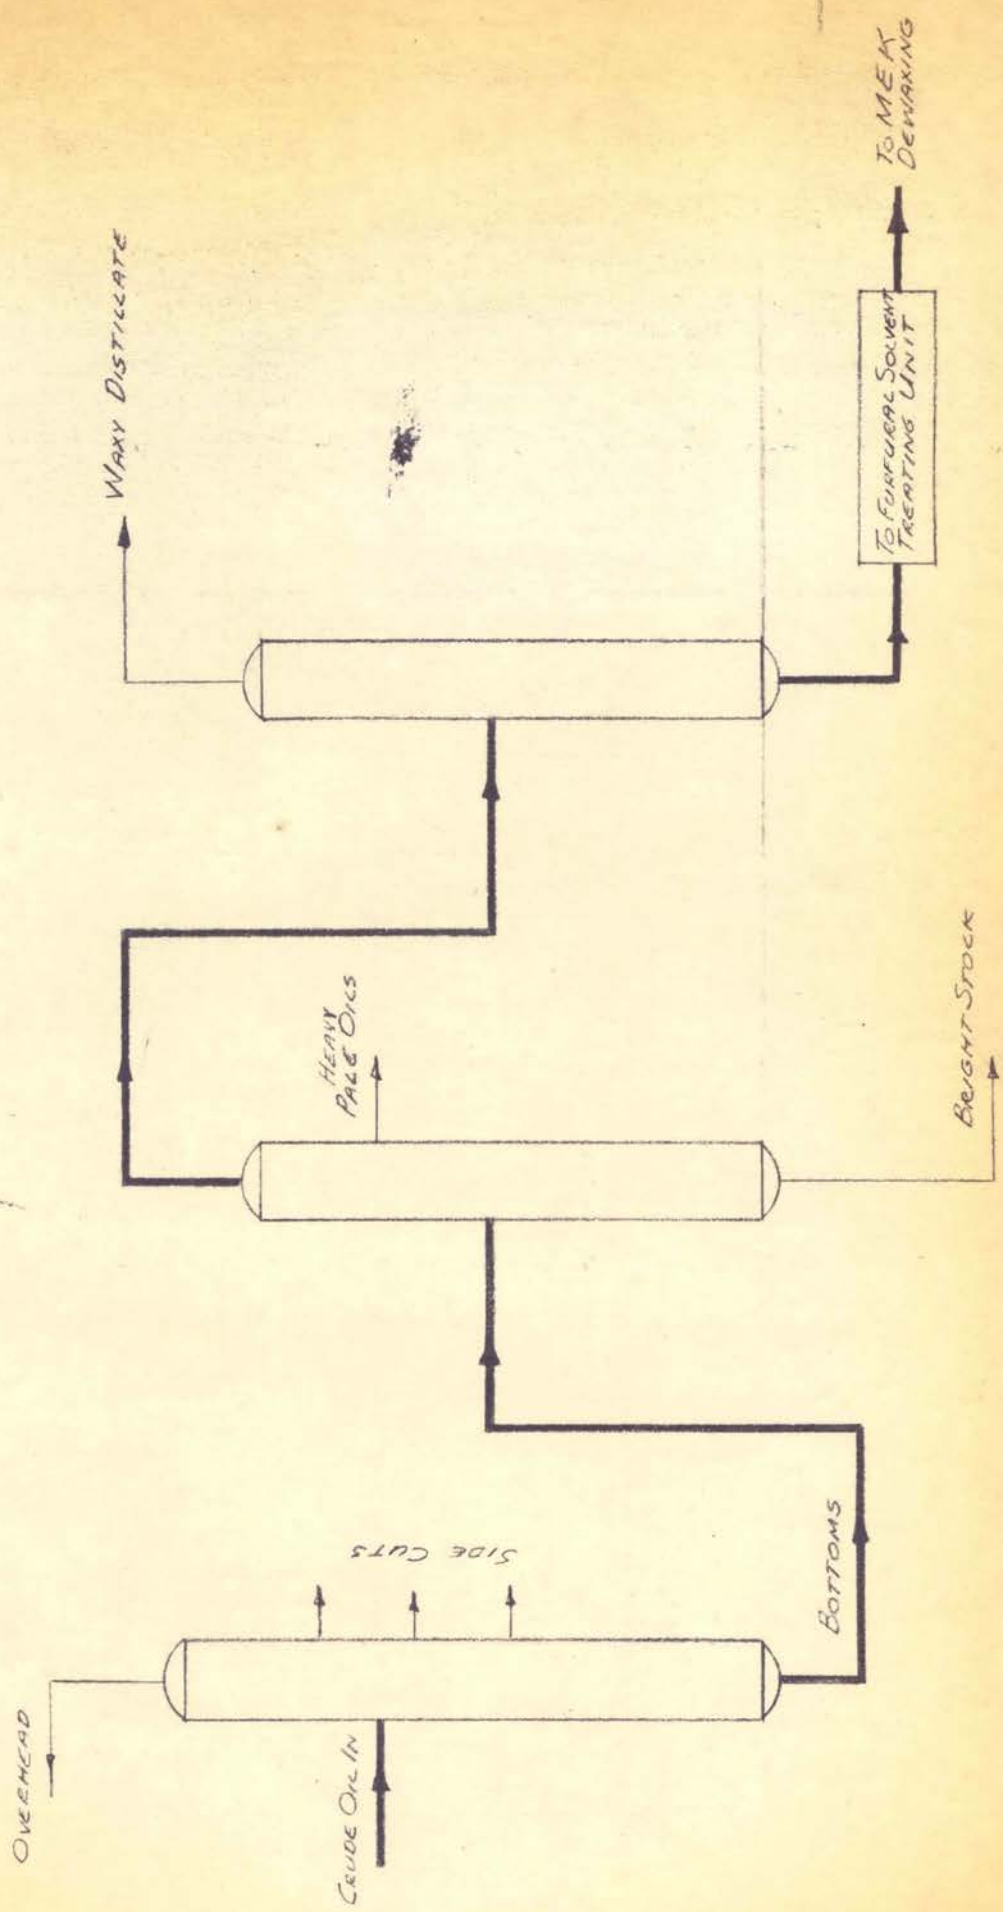 OVERHEAD
CRUDE OIL IN
SIDE CUTS
BOTTOMS
HEAVY
PALE OILS
BRIGHT STOCK
WAXY DISTILLATE
TO FURFURAL SOLVENT
TREATING UNIT
TO MEK
DEWAXING